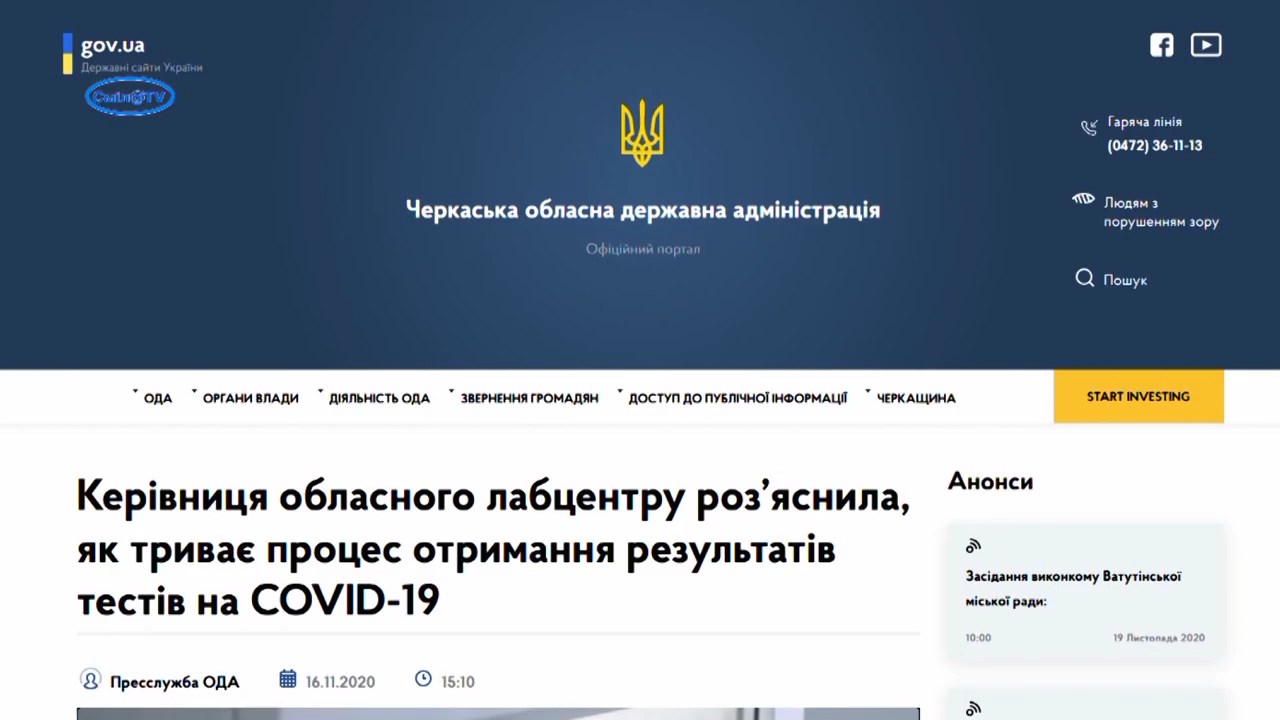 gov.ua
Державні сайти України
СмілаTV
Черкаська обласна державна адміністрація
Офіційний портал
Гаряча лінія
(0472) 36-11-13
Людям з
порушенням зору
Пошук
ОДА ОРГАНИ ВЛАДИ ДІЯЛЬНІСТЬ ОДА ЗВЕРНЕННЯ ГРОМАДЯН ДОСТУП ДО ПУБЛІЧНОЇ ІНФОРМАЦІЇ ЧЕРКАЩИНА START INVESTING
Керівниця обласного лабцентру роз’яснила,
як триває процес отримання результатів
тестів на COVID-19
Пресслужба ОДА 16.11.2020 15:10
Анонси
Засідання виконкому Ватутінської
міської ради:
10:00 19 Листопада 2020